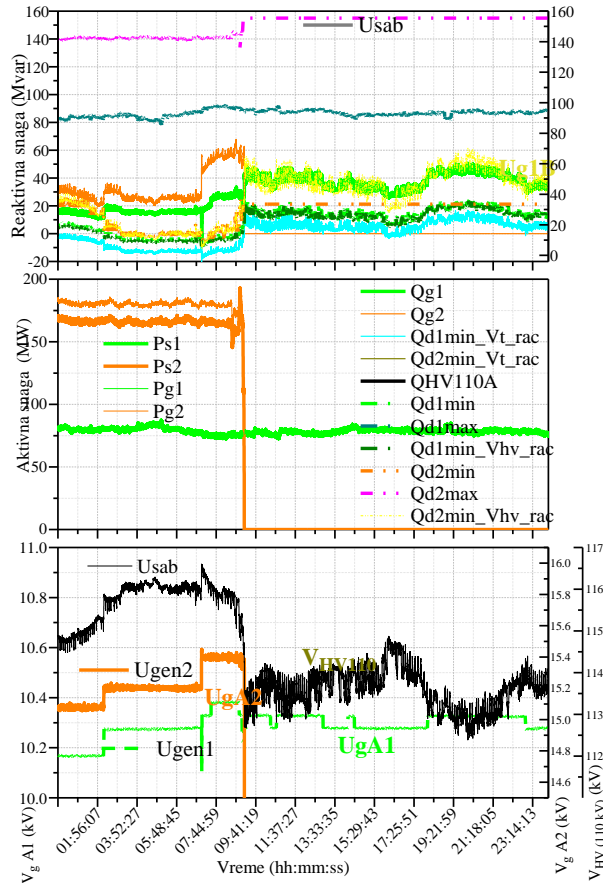 160
140
120
100
80
60
40
20
0
-20
Reaktivna snaga (Mvar)
Usab
Ug1B
160
140
120
100
80
60
40
20
0
200
150
100
50
0
Aktivna snaga (MW)
Ps1
Ps2
Pg1
Pg2
Qg1
Qg2
Qd1min_Vt_rac
Qd2min_Vt_rac
QHV110A
Qd1min
Qd1max
Qd1min_Vhv_rac
Qd2min
Qd2max
Qd2min_Vhv_rac
11.0
10.8
10.6
10.4
10.2
10.0
V_g A1 (kV)
Usab
Ugen2
UgA2
V_HV110
Ugen1
UgA1
16.0
15.8
15.6
15.4
15.2
15.0
14.8
14.6
V_g A2 (kV)
117
116
115
114
113
112
V_HV (110 kV) (kV)
01:56:07
03:52:27
05:48:45
07:44:59
09:41:19
11:37:27
13:33:35
15:29:43
17:25:51
19:21:59
21:18:05
23:14:13
Vreme (hh:mm:ss)